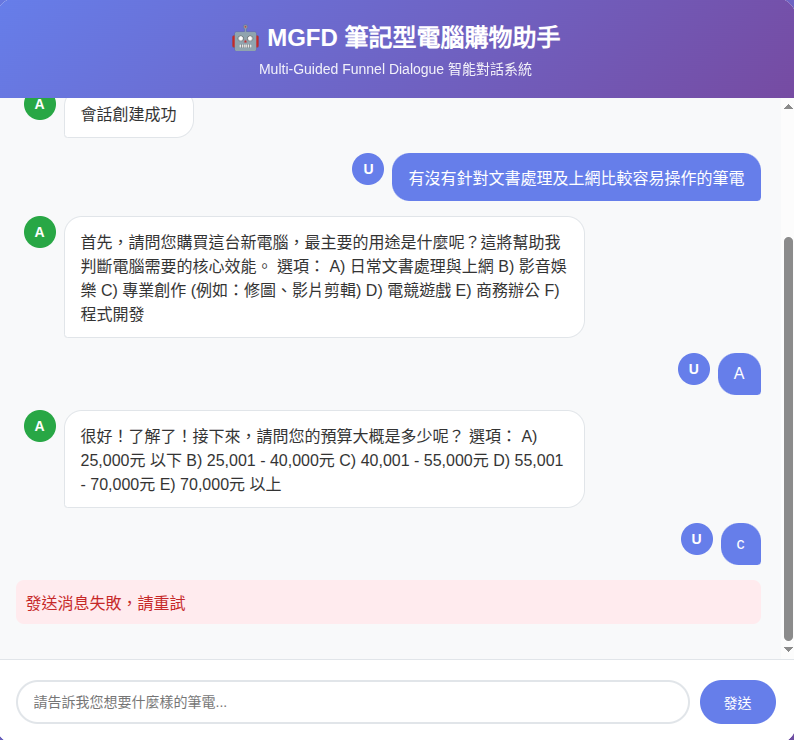 🤖 MGFD 筆記型電腦購物助手
Multi-Guided Funnel Dialogue 智能對話系統
A
會話創建成功
U
有沒有針對文書處理及上網比較容易操作的筆電
A
首先，請問您購買這台新電腦，最主要的用途是什麼呢？這將幫助我
判斷電腦需要的核心效能。 選項： A) 日常文書處理與上網 B) 影音娛
樂 C) 專業創作 (例如：修圖、影片剪輯) D) 電競遊戲 E) 商務辦公 F)
程式開發
U
A
A
很好！了解了！接下來，請問您的預算大概是多少呢？ 選項： A)
25,000元 以下 B) 25,001 - 40,000元 C) 40,001 - 55,000元 D) 55,001
- 70,000元 E) 70,000元 以上
U
c
發送消息失敗，請重試
請告訴我您想要什麼樣的筆電...
發送